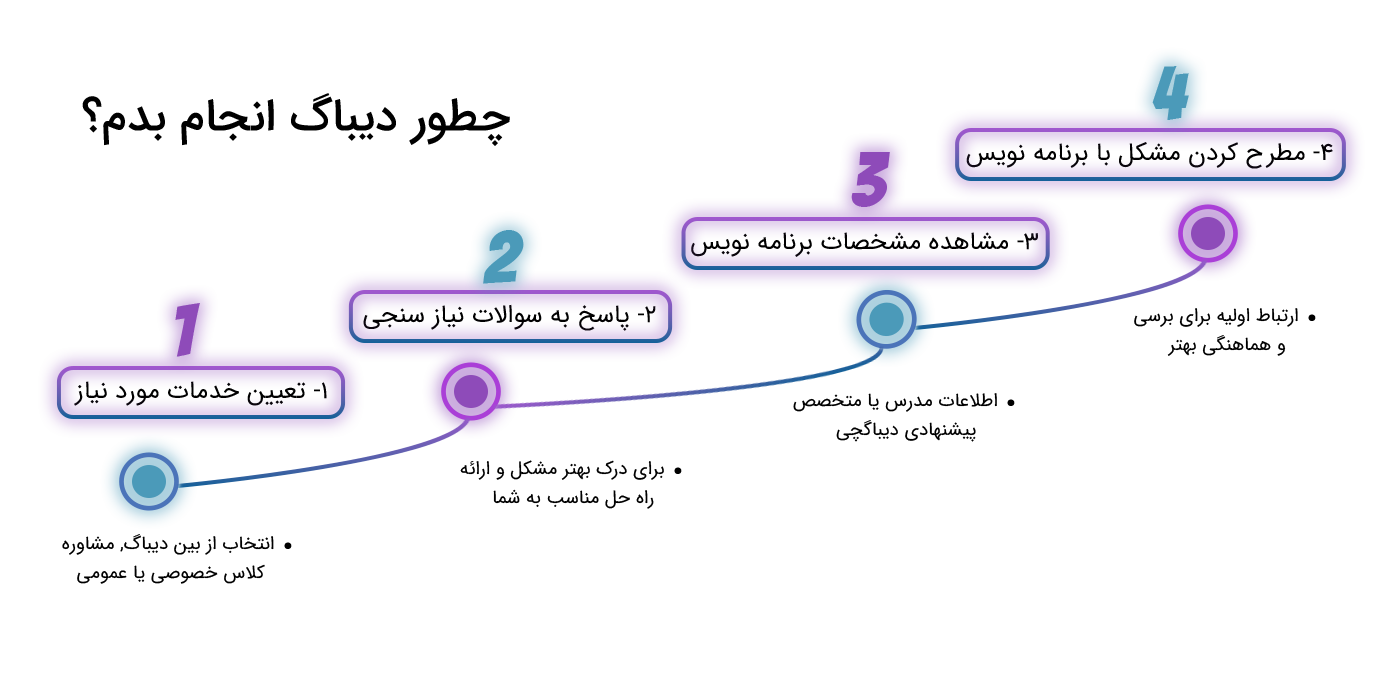 چطور دیباگ انجام بدم؟
1
۱- تعیین خدمات مورد نیاز
• انتخاب از بین دیباگ, مشاوره
کلاس خصوصی یا عمومی
2
۲- پاسخ به سوالات نیاز سنجی
• برای درک بهتر مشکل و ارائه
راه حل مناسب به شما
3
۳- مشاهده مشخصات برنامه نویس
• اطلاعات مدرس یا متخصص
پیشنهادی دیباگچی
4
۴- مطرح کردن مشکل با برنامه نویس
• ارتباط اولیه برای برسی
و هماهنگی بهتر